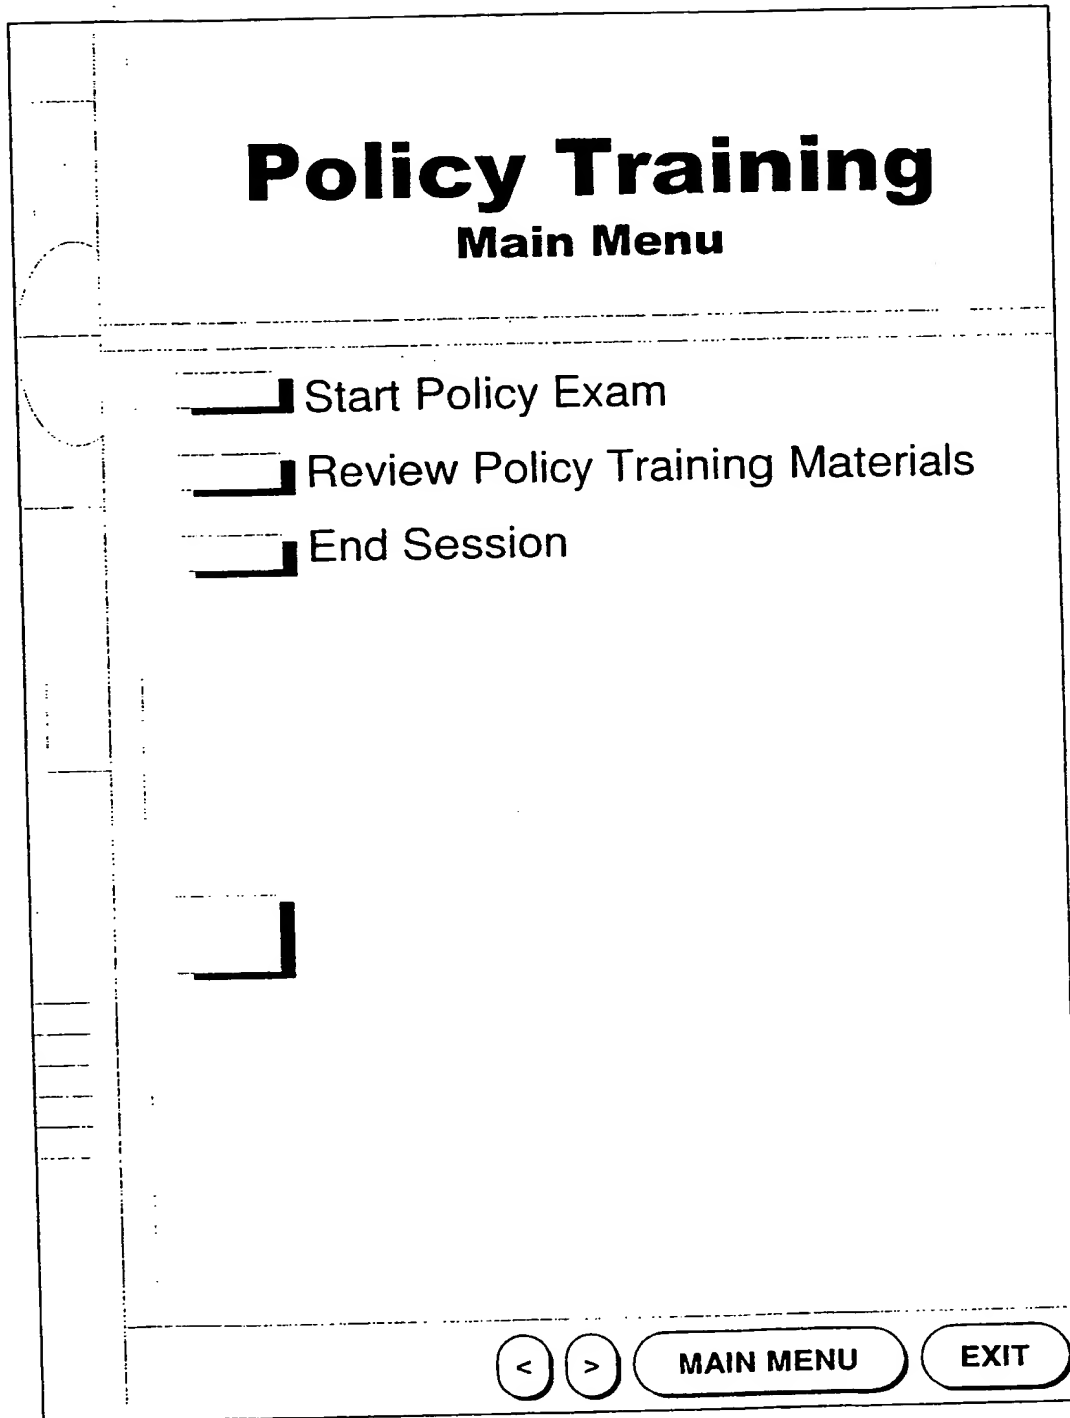 Policy Training
Main Menu
Start Policy Exam
Review Policy Training Materials
End Session
< > MAIN MENU EXIT